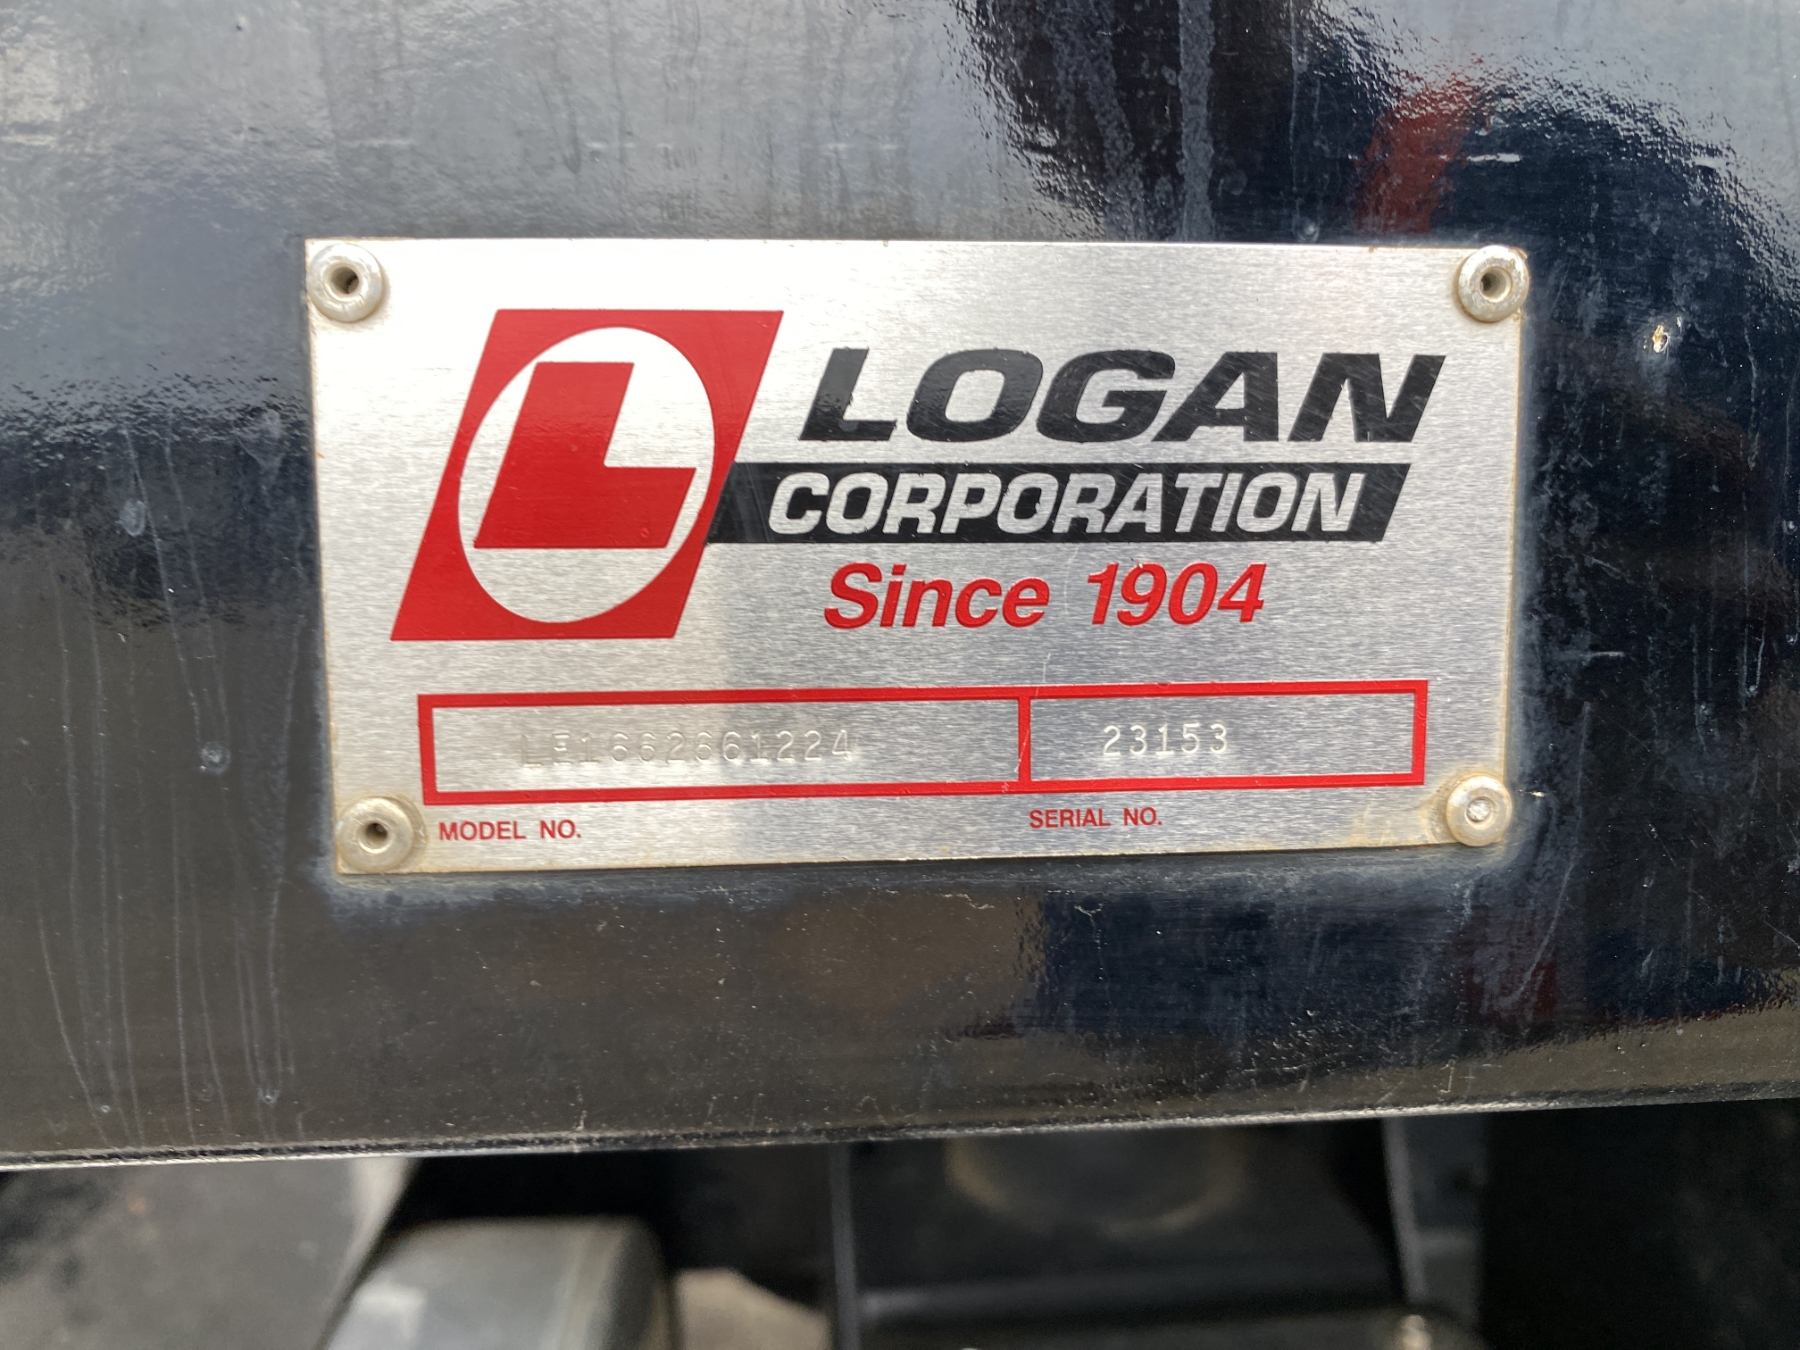 L
LOGAN
CORPORATION
Since 1904
LE1662661224
23153
MODEL NO.
SERIAL NO.